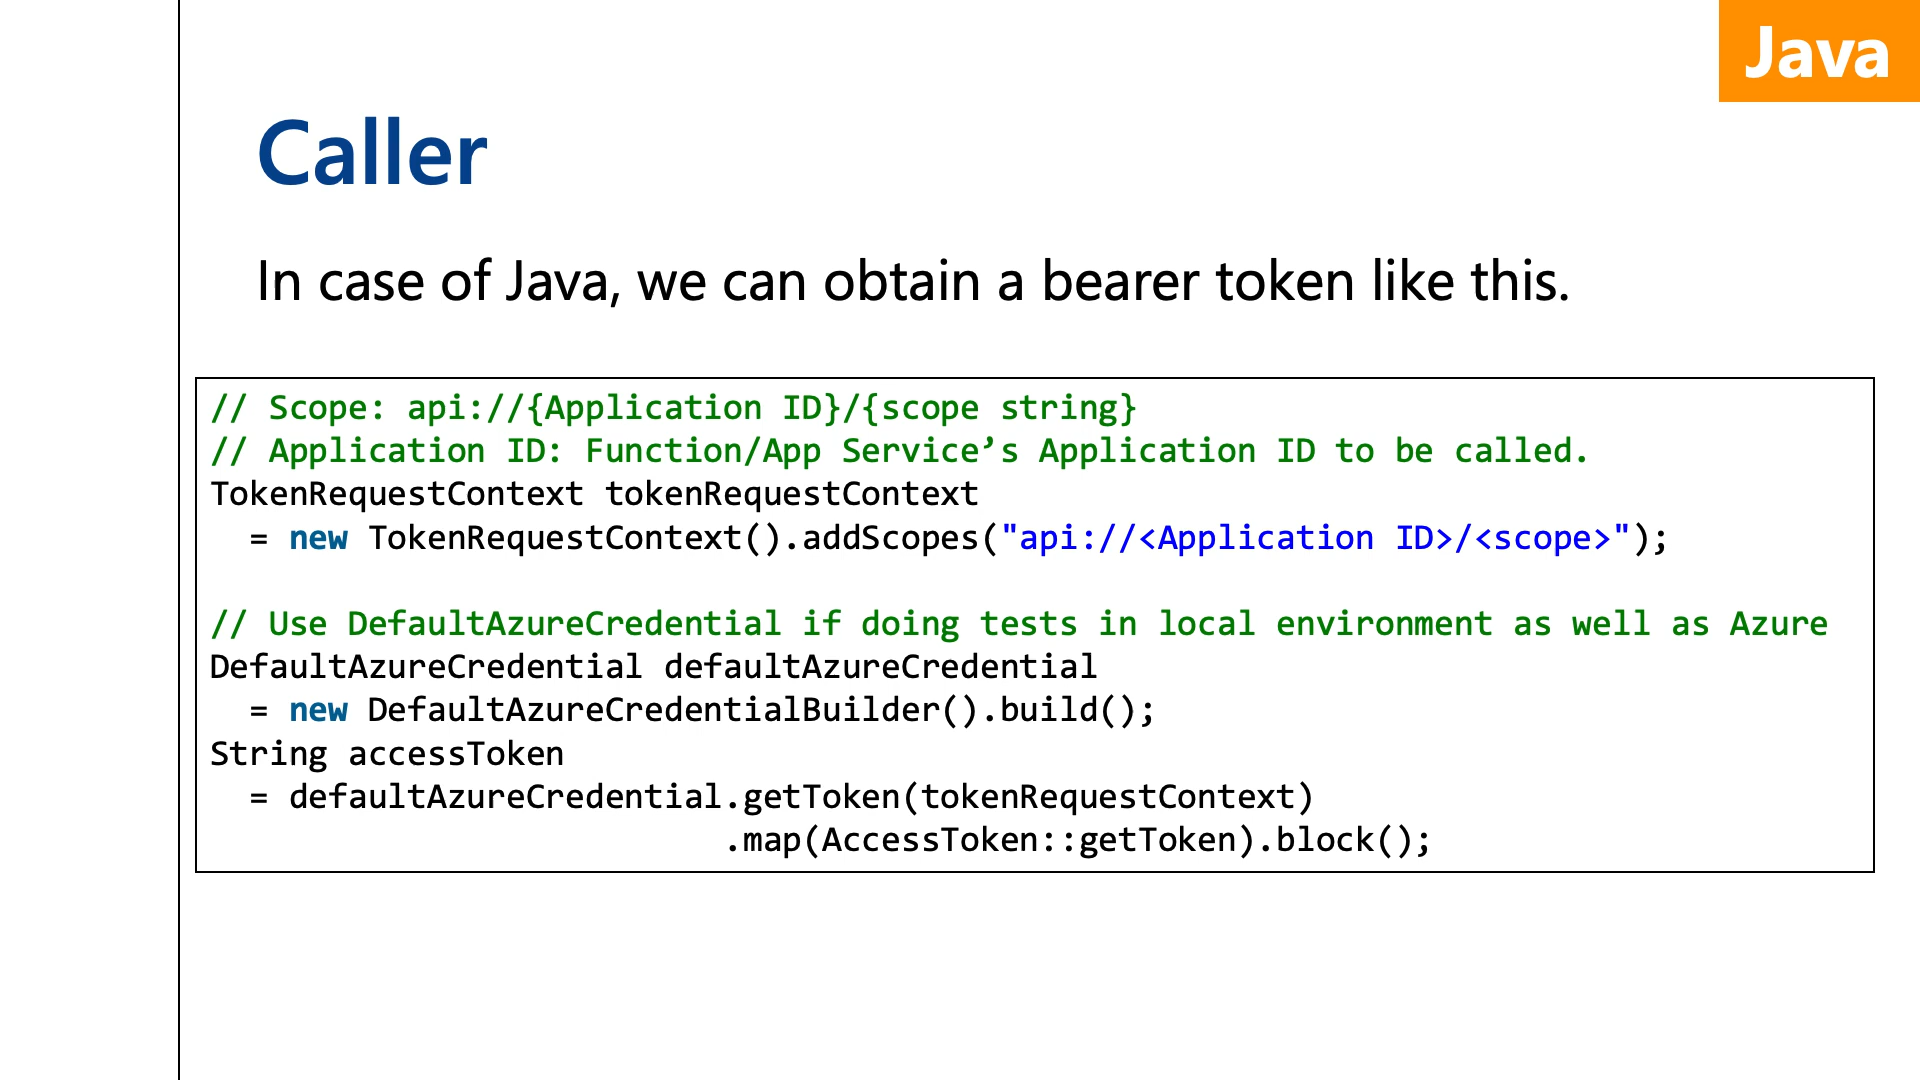 Java
Caller
In case of Java, we can obtain a bearer token like this.
// Scope: api://{Application ID}/{scope string}
// Application ID: Function/App Service’s Application ID to be called.
TokenRequestContext tokenRequestContext
  = new TokenRequestContext().addScopes("api://<Application ID>/<scope>");
// Use DefaultAzureCredential if doing tests in local environment as well as Azure
DefaultAzureCredential defaultAzureCredential
  = new DefaultAzureCredentialBuilder().build();
String accessToken
  = defaultAzureCredential.getToken(tokenRequestContext)
                          .map(AccessToken::getToken).block();